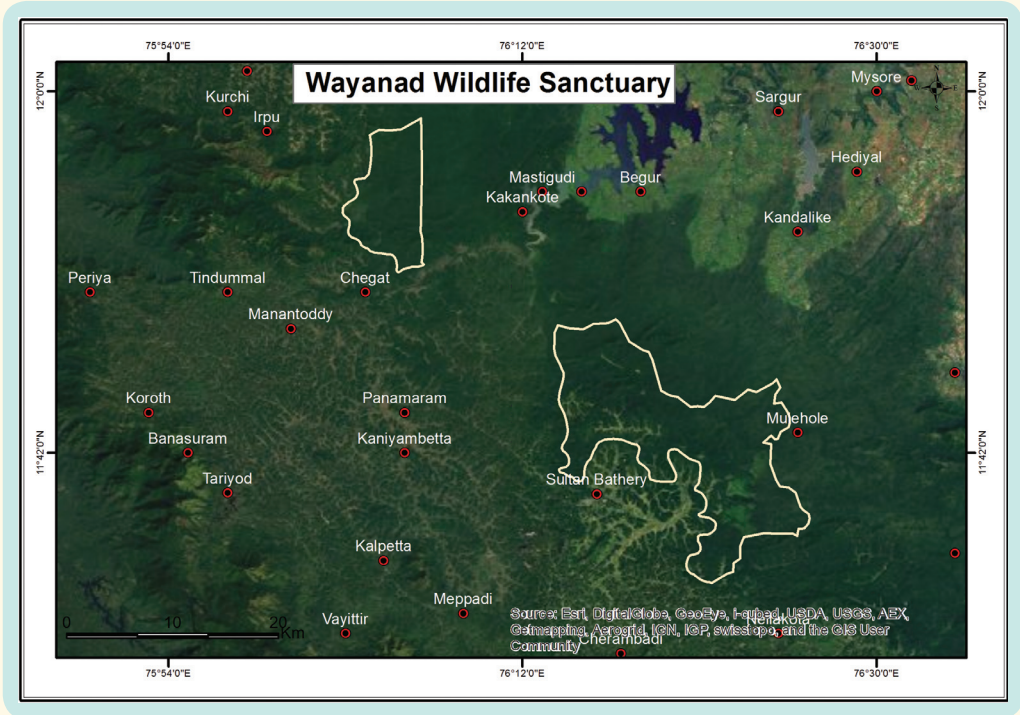 75°54'0"E
76°12'0"E
76°30'0"E
Wayanad Wildlife Sanctuary
12°0'0"N
12°0'0"N
Mysore
Kurchi
Sargur
Irpu
Hediyal
Mastigudi
Begur
Kakankote
Kandalike
Periya
Tindummal
Chegat
Manantoddy
Koroth
Panamaram
Mulehole
Banasuram
Kaniyambetta
11°42'0"N
11°42'0"N
Tariyod
Sultan Bathery
Kalpetta
Meppadi
Vayittir
Nellakota
Cherambadi
0 10 20
Km
Source: Esri, DigitalGlobe, GeoEye, i-cubed, USDA, USGS, AEX,
Getmapping, Aerogrid, IGN, IGP, swisstopo, and the GIS User
Community
75°54'0"E
76°12'0"E
76°30'0"E